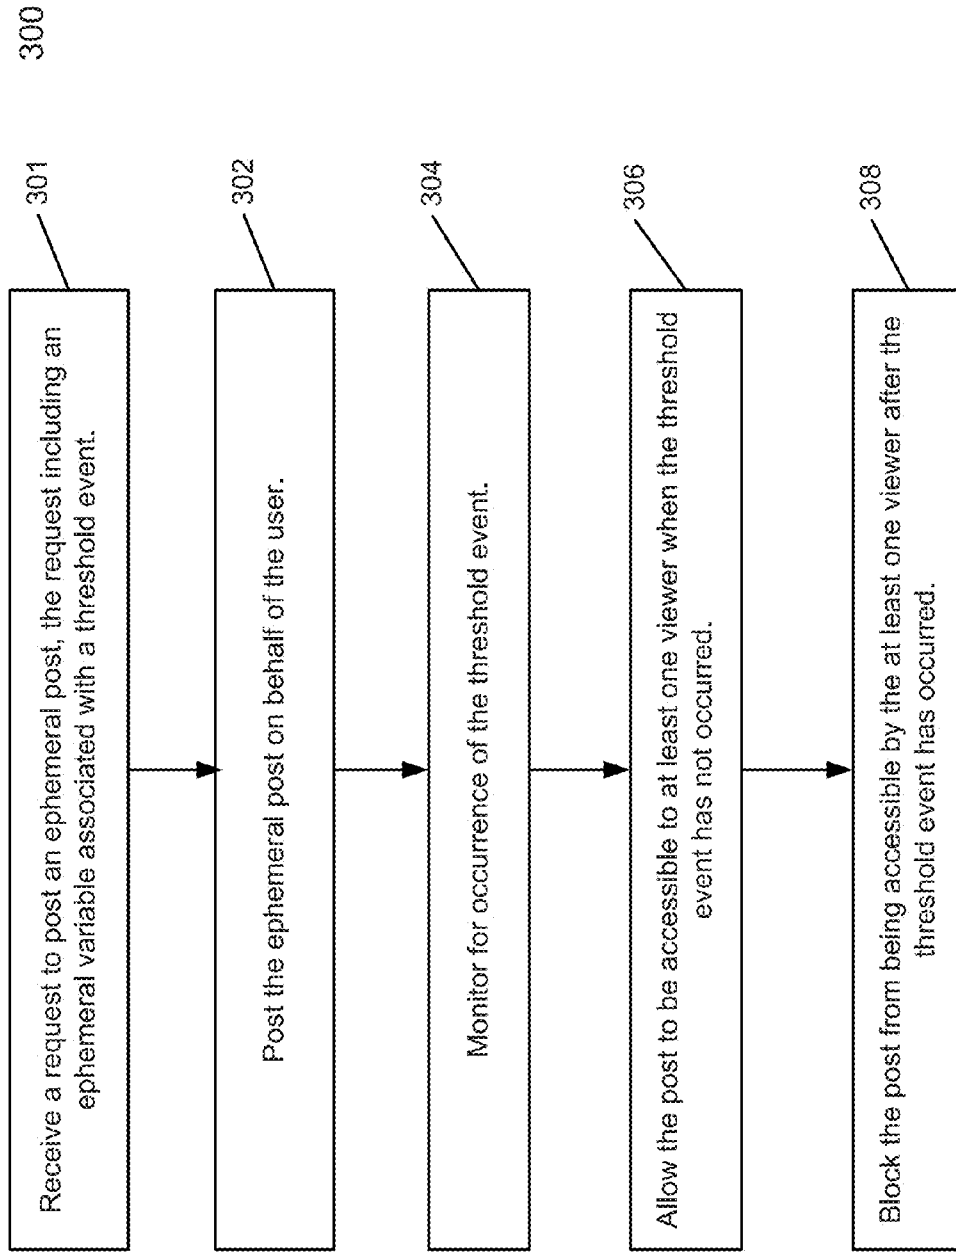 300
301
Receive a request to post an ephemeral post, the request including an
ephemeral variable associated with a threshold event.
302
Post the ephemeral post on behalf of the user.
304
Monitor for occurrence of the threshold event.
306
Allow the post to be accessible to at least one viewer when the threshold
event has not occurred.
308
Block the post from being accessible by the at least one viewer after the
threshold event has occurred.